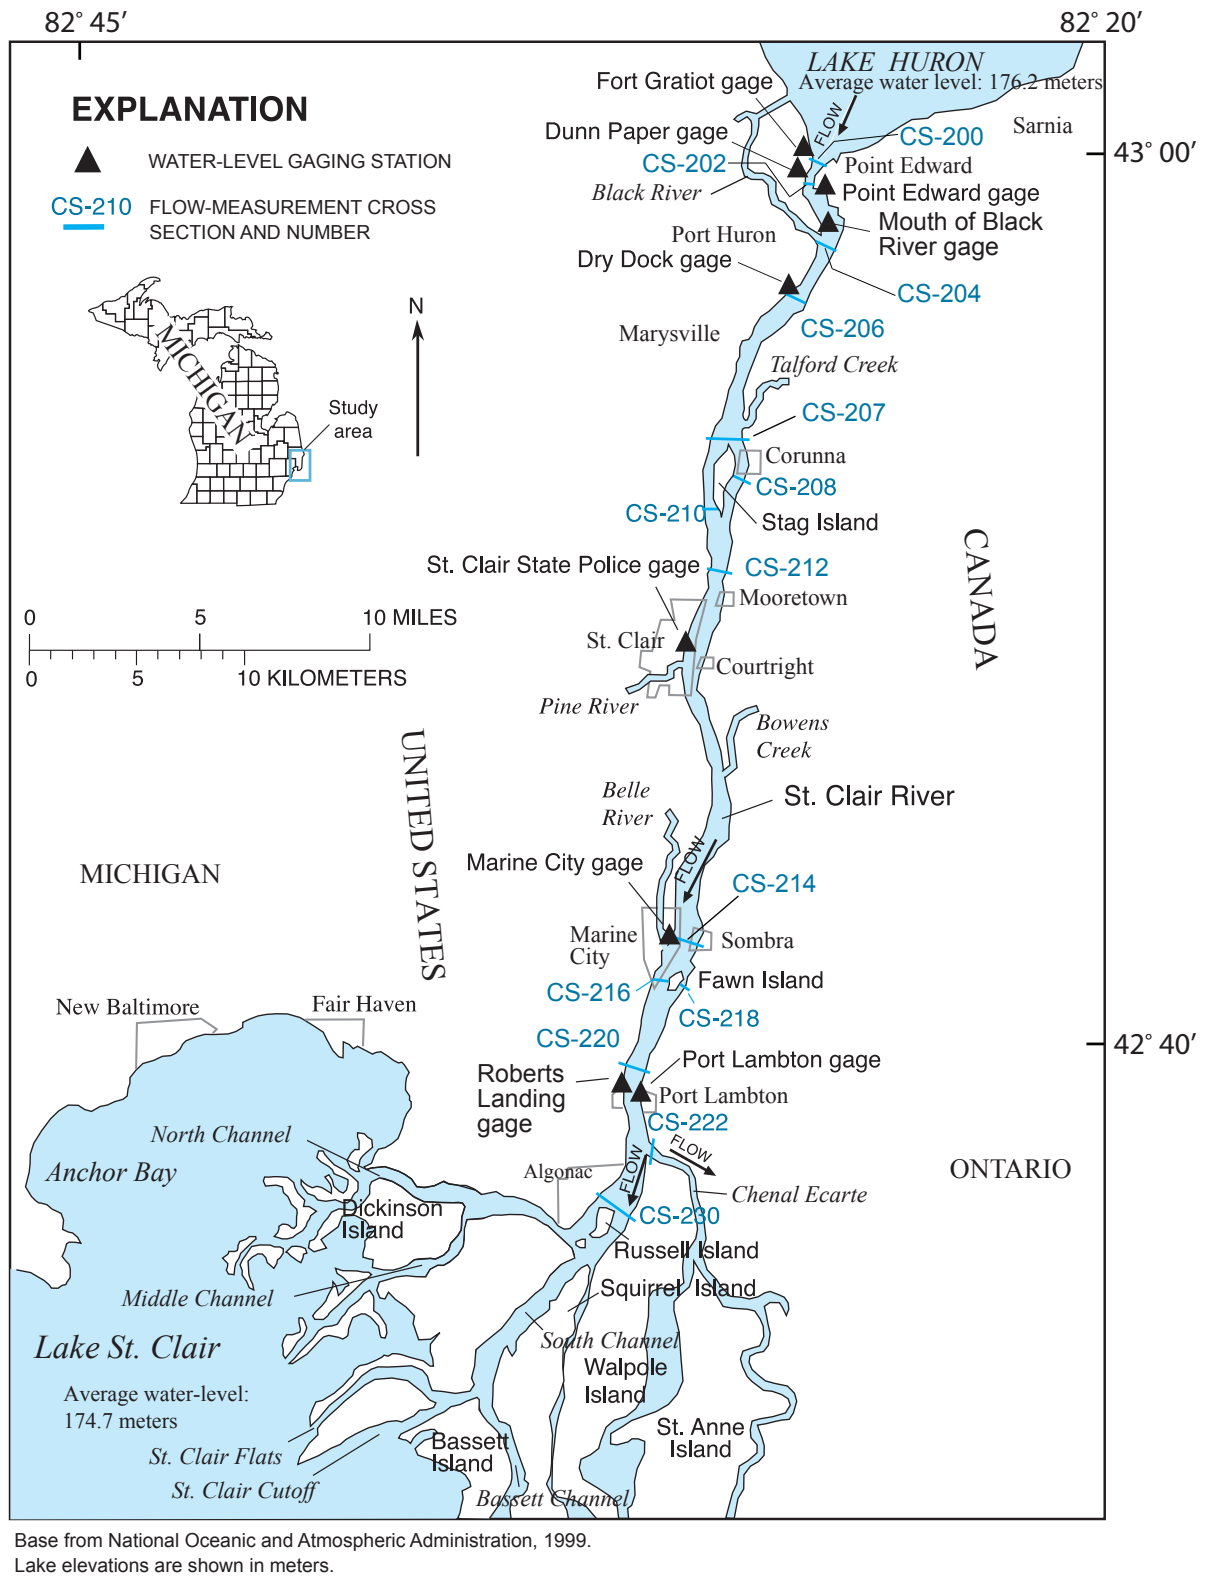 82° 45′
82° 20′
LAKE HURON
Average water level: 176.2 meters
Fort Gratiot gage
EXPLANATION
FLOW
CS-200
Sarnia
Dunn Paper gage
WATER-LEVEL GAGING STATION
CS-202
Point Edward
43° 00′
Black River
Point Edward gage
CS-210
FLOW-MEASUREMENT CROSS
SECTION AND NUMBER
Mouth of Black
River gage
Port Huron
Dry Dock gage
CS-204
N
CS-206
Marysville
MICHIGAN
Talford Creek
Study
area
CS-207
Corunna
CS-208
CS-210
Stag Island
CANADA
St. Clair State Police gage
CS-212
Mooretown
0 5 10 MILES
St. Clair
Courtright
0 5 10 KILOMETERS
Pine River
Bowens
Creek
UNITED STATES
Belle
River
St. Clair River
FLOW
Marine City gage
MICHIGAN
CS-214
Marine
City
Sombra
Fawn Island
CS-216
CS-218
New Baltimore
Fair Haven
CS-220
42° 40′
Port Lambton gage
Roberts
Landing
gage
Port Lambton
CS-222
North Channel
FLOW
FLOW
Anchor Bay
Algonac
ONTARIO
Chenal Ecarte
Dickinson
Island
CS-230
Russell Island
Squirrel Island
Middle Channel
South Channel
Lake St. Clair
Walpole
Island
Average water-level:
174.7 meters
St. Anne
Island
St. Clair Flats
Bassett
Island
St. Clair Cutoff
Bassett Channel
Base from National Oceanic and Atmospheric Administration, 1999.
Lake elevations are shown in meters.